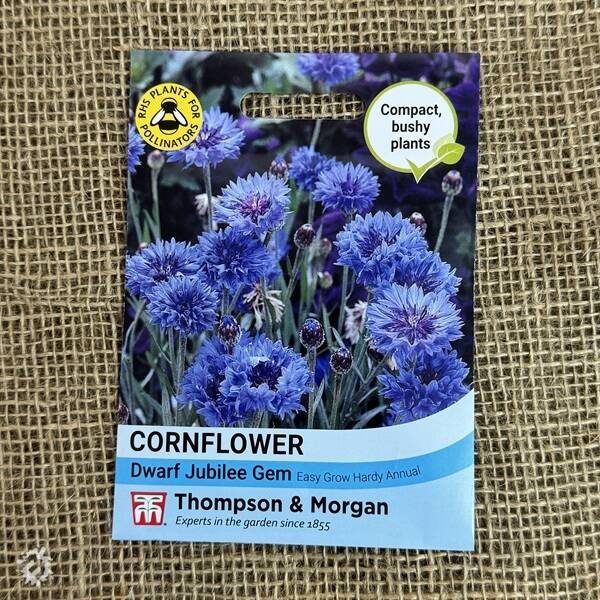 RHS PLANTS FOR
POLLINATORS
Compact,
bushy
plants
CORNFLOWER
Dwarf Jubilee Gem Easy Grow Hardy Annual
Thompson & Morgan
Experts in the garden since 1855